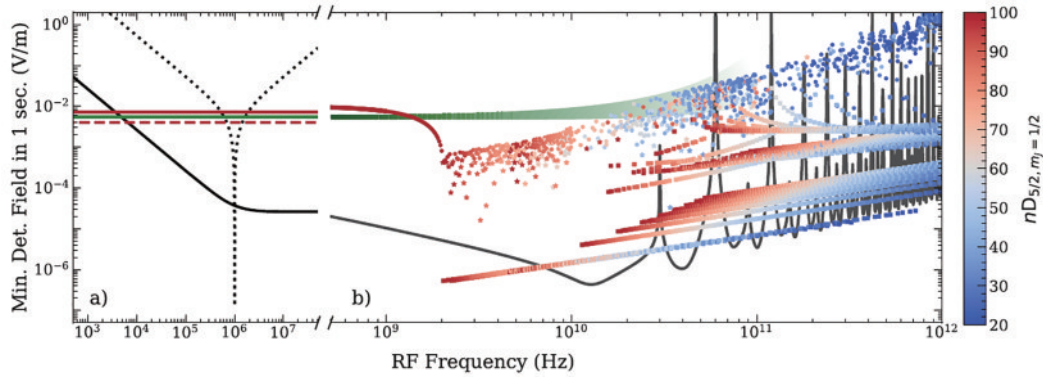 Min. Det. Field in 1 sec. (V/m)
10⁰
10⁻²
10⁻⁴
10⁻⁶
a)
b)
10³ 10⁴ 10⁵ 10⁶ 10⁷ 10⁹ 10¹⁰ 10¹¹ 10¹²
RF Frequency (Hz)
100
90
80
70
60
50
40
30
20
nD₅/₂, mⱼ = 1/2